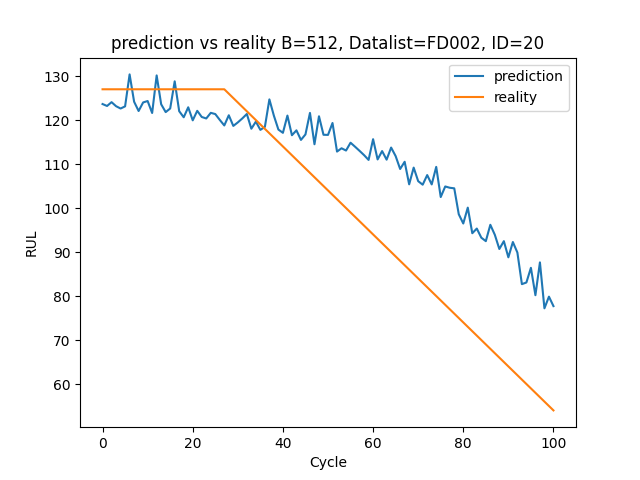 prediction vs reality B=512, Datalist=FD002, ID=20
prediction
reality
RUL
130
120
110
100
90
80
70
60
0 20 40 60 80 100
Cycle